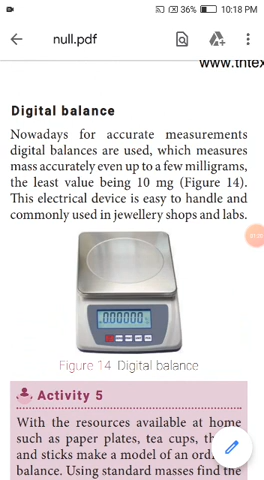 36% 10:18 PM
null.pdf
www.tntex
Digital balance
Nowadays for accurate measurements
digital balances are used, which measures
mass accurately even up to a few milligrams,
the least value being 10 mg (Figure 14).
This electrical device is easy to handle and
commonly used in jewellery shops and labs.
0.00000
Figure 14 Digital balance
Activity 5
With the resources available at home
such as paper plates, tea cups, th
and sticks make a model of an ord
balance. Using standard masses find the